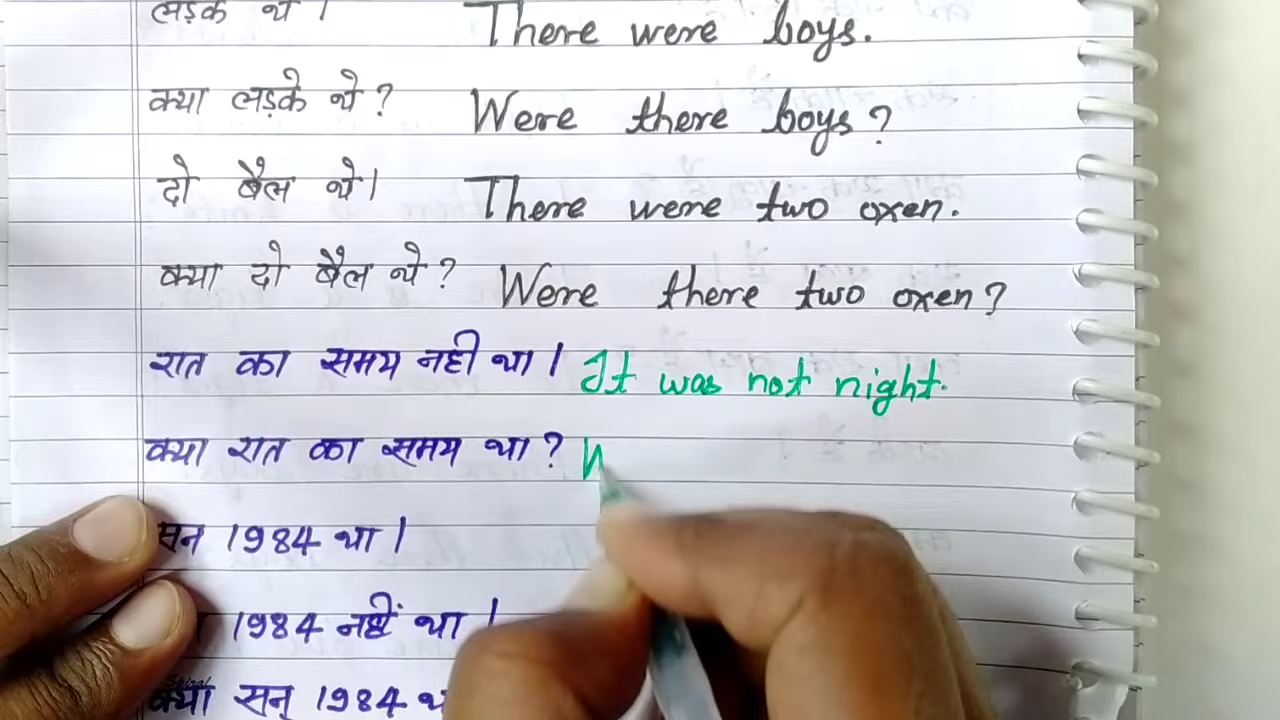 लड़के थे । There were boys.
क्या लड़के थे ? Were there boys ?
दो बैल थे। There were two oxen.
क्या दो बैल थे ? Were there two oxen ?
रात का समय नही था । It was not night.
क्या रात का समय था ? W
सन 1984 था ।
1984 नहीं था ।
क्या सन् 1984